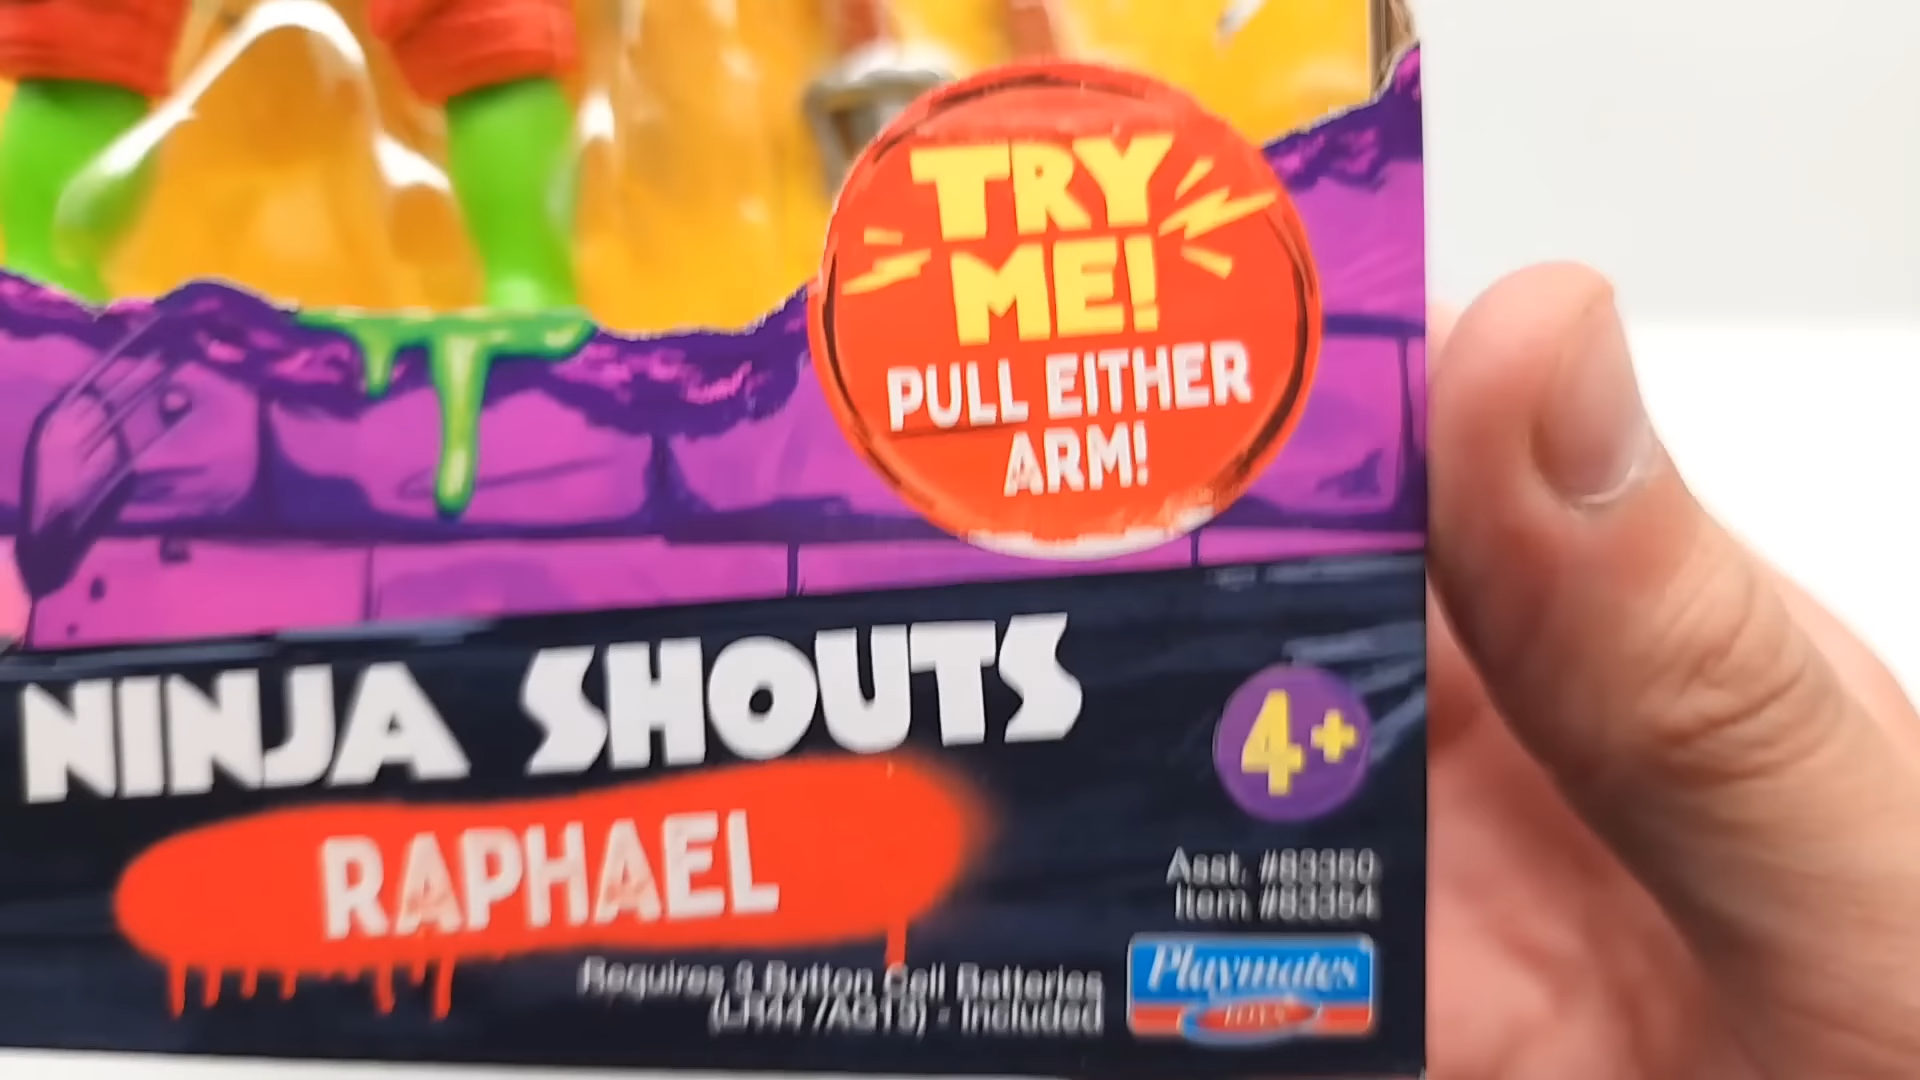 TRY
ME!
PULL EITHER
ARM!
NINJA SHOUTS
4+
RAPHAEL
Asst. #83350
Item #83354
Requires 3 Button Cell Batteries
(LR44 /AG13) - Included
Playmates
TOYS